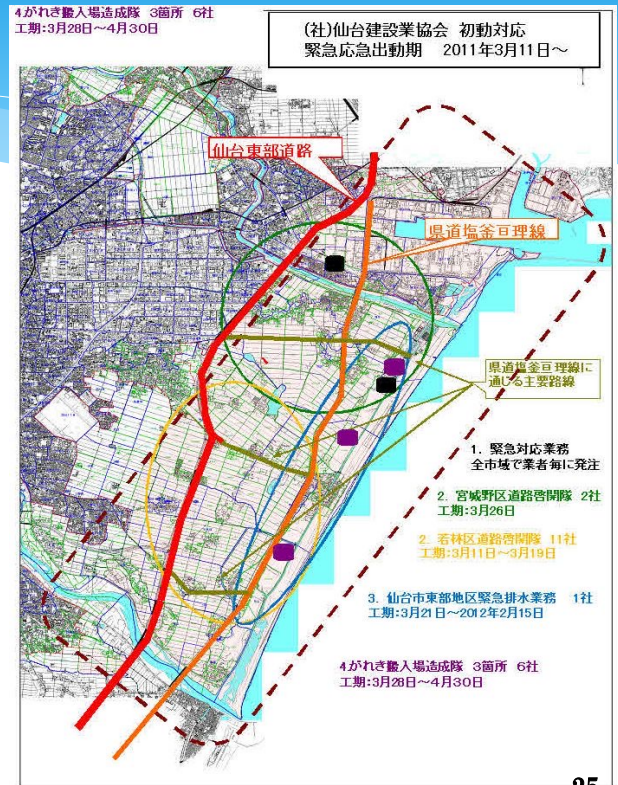 4.がれき搬入場造成隊 3箇所 6社
工期：3月28日～4月30日
(社)仙台建設業協会 初動対応
緊急応急出動期 2011年3月11日～
仙台東部道路
県道塩釜亘理線
県道塩釜亘理線に
通じる主要路線
1. 緊急対応業務
全市域で業者毎に発注
2. 宮城野区道路啓開隊 2社
工期：3月26日
2. 若林区道路啓開隊 11社
工期：3月11日～3月19日
3. 仙台市東部地区緊急排水業務 1社
工期：3月21日～2012年2月15日
4.がれき搬入場造成隊 3箇所 6社
工期：3月28日～4月30日
25